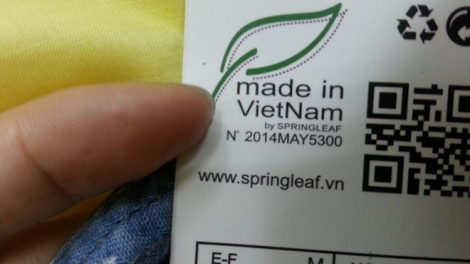 made in
VietNam
by SPRINGLEAF
N° 2014MAY5300
www.springleaf.vn
E-F M